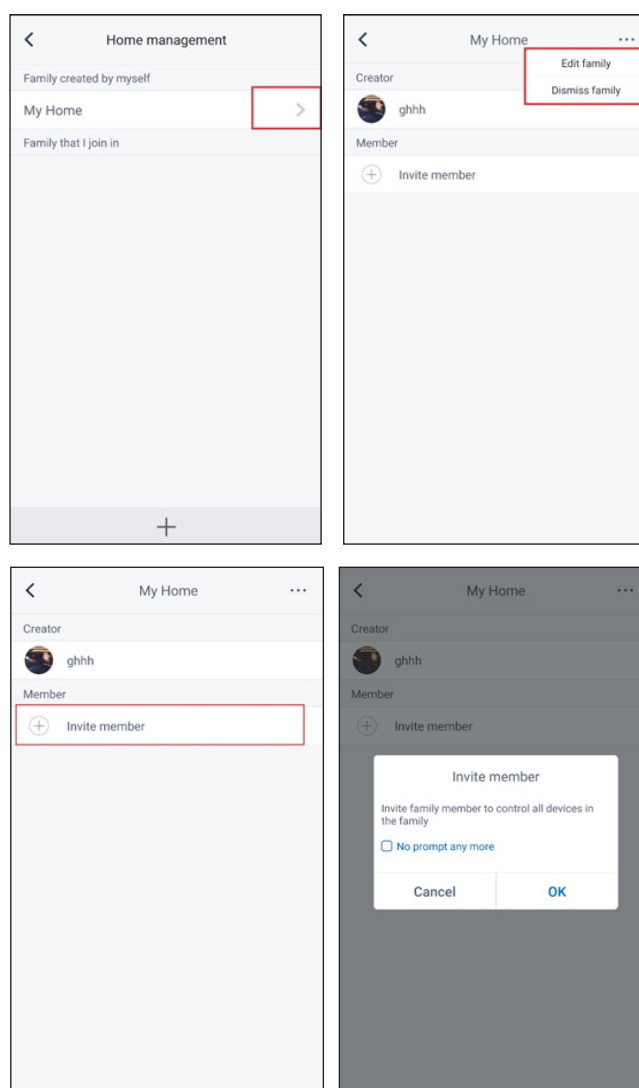 Home management
Family created by myself
My Home
Family that I join in
My Home
Edit family
Dismiss family
Creator
ghhh
Member
Invite member
My Home
Creator
ghhh
Member
Invite member
My Home
Creator
ghhh
Member
Invite member
Invite member
Invite family member to control all devices in
the family
No prompt any more
Cancel OK